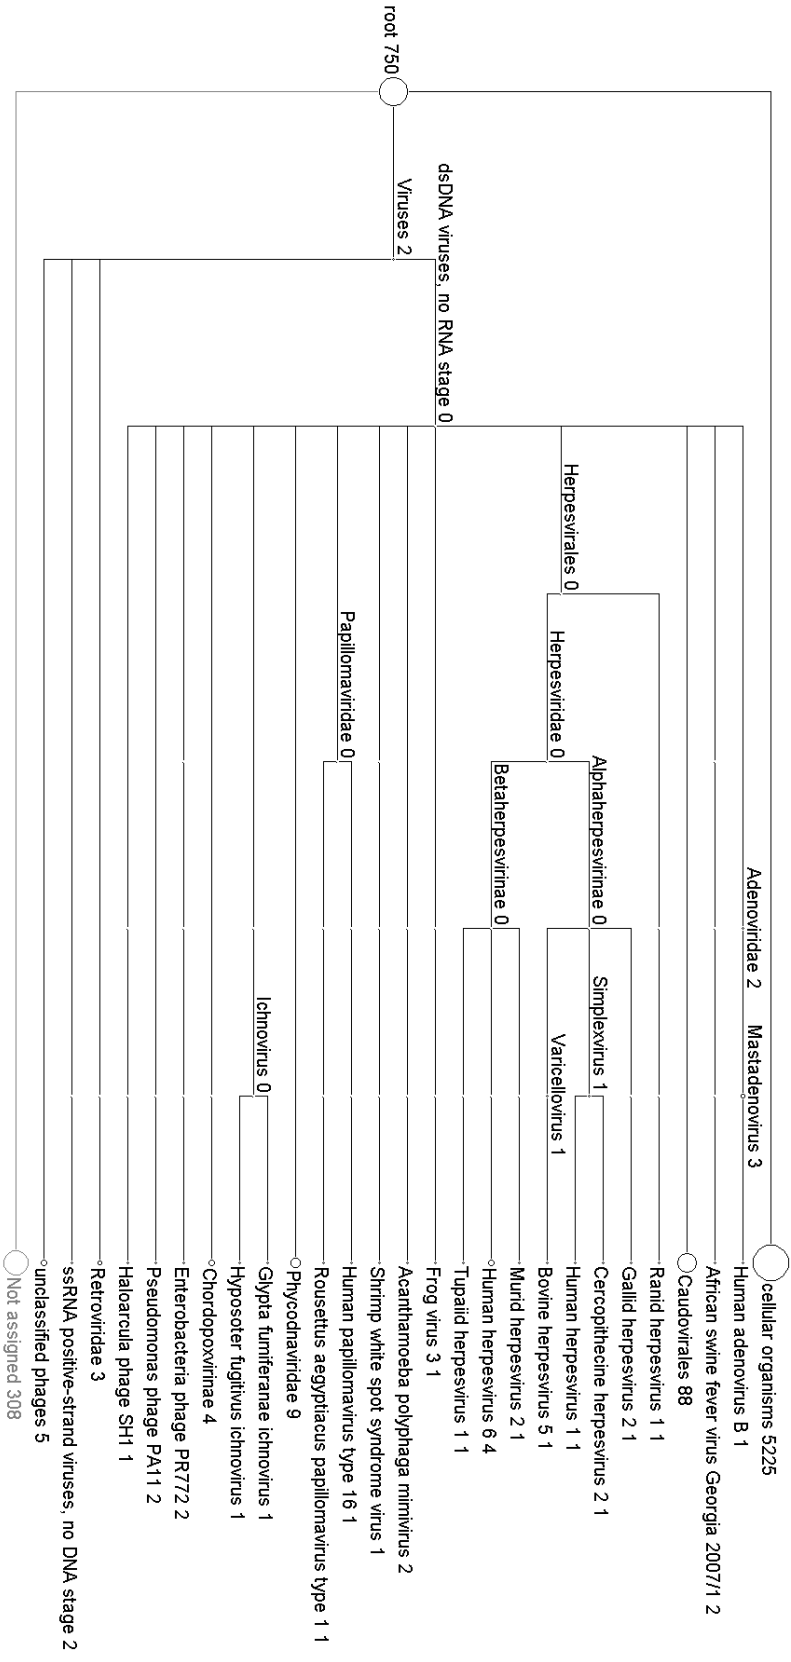 root 750
cellular organisms 5225
Viruses 2
dsDNA viruses, no RNA stage 0
Adenoviridae 2
Mastadenovirus 3
Human adenovirus B 1
African swine fever virus Georgia 2007/1 2
Caudovirales 88
Herpesvirales 0
Ranid herpesvirus 1 1
Herpesviridae 0
Alphaherpesvirinae 0
Gallid herpesvirus 2 1
Simplexvirus 1
Cercopithecine herpesvirus 2 1
Human herpesvirus 1 1
Varicellovirus 1
Bovine herpesvirus 5 1
Betaherpesvirinae 0
Murid herpesvirus 2 1
Human herpesvirus 6 4
Tupaiid herpesvirus 1 1
Frog virus 3 1
Acanthamoeba polyphaga mimivirus 2
Shrimp white spot syndrome virus 1
Papillomaviridae 0
Human papillomavirus type 16 1
Rousettus aegyptiacus papillomavirus type 1 1
Phycodnaviridae 9
Ichnovirus 0
Glypta fumiferanae ichnovirus 1
Hyposoter fugitivus ichnovirus 1
Chordopoxvirinae 4
Enterobacteria phage PR772 2
Pseudomonas phage PA11 2
Haloarcula phage SH1 1
Retroviridae 3
ssRNA positive-strand viruses, no DNA stage 2
unclassified phages 5
Not assigned 308